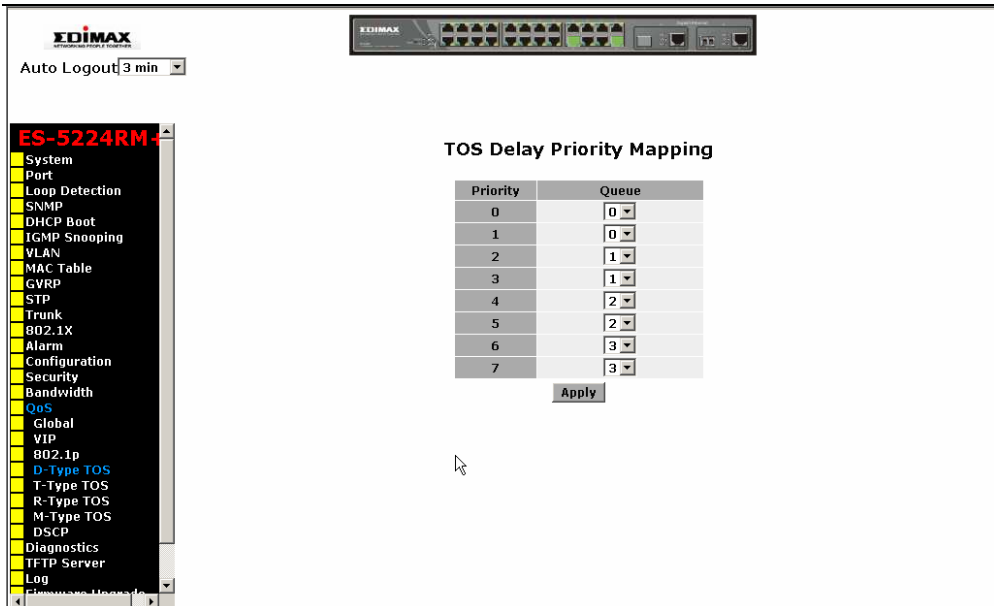 EDIMAX
NETWORKING PEOPLE TOGETHER
EDIMAX
Auto Logout 3 min
ES-5224RM+
System
Port
Loop Detection
SNMP
DHCP Boot
IGMP Snooping
VLAN
MAC Table
GVRP
STP
Trunk
802.1X
Alarm
Configuration
Security
Bandwidth
QoS
Global
VIP
802.1p
D-Type TOS
T-Type TOS
R-Type TOS
M-Type TOS
DSCP
Diagnostics
TFTP Server
Log
Firmware Upgrade
TOS Delay Priority Mapping
Priority Queue
0 0
1 0
2 1
3 1
4 2
5 2
6 3
7 3
Apply